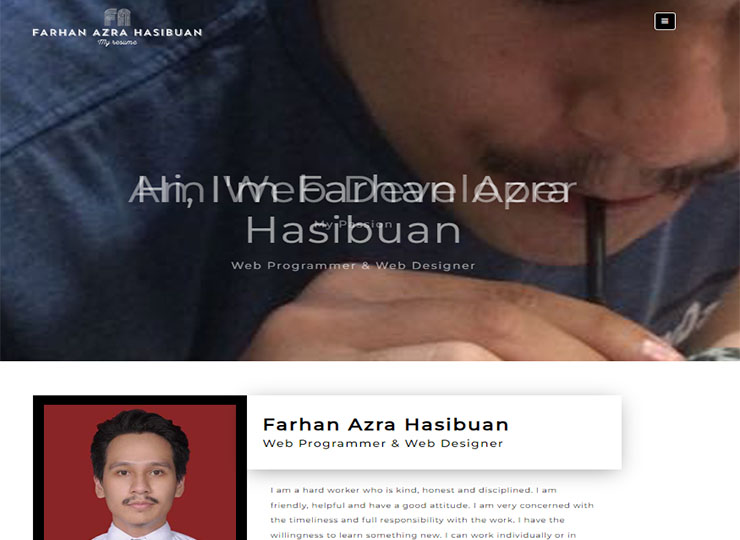 FA
FARHAN AZRA HASIBUAN
My resume
Hi, I'm Farhan Azra
Am Web Developer
My Passion
Hasibuan
Web Programmer & Web Designer
Farhan Azra Hasibuan
Web Programmer & Web Designer
I am a hard worker who is kind, honest and disciplined. I am
friendly, helpful and have a good attitude. I am very concerned with
the timeliness and full responsibility with the work. I have the
willingness to learn something new. I can work individually or in